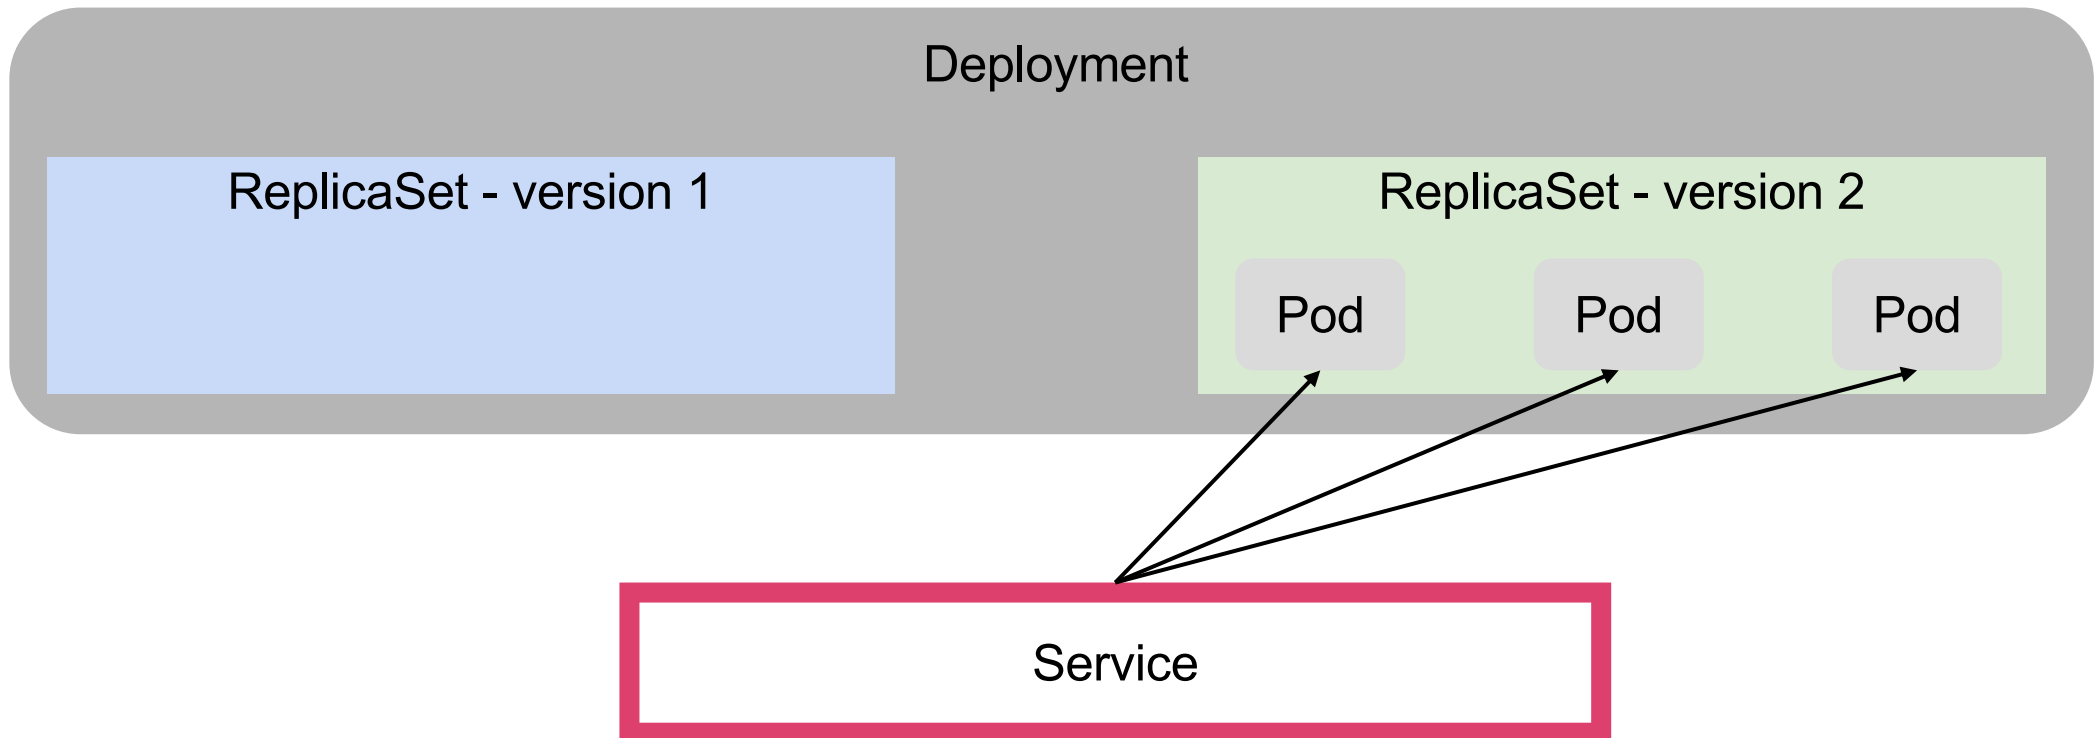 Deployment
ReplicaSet - version 1
ReplicaSet - version 2
Pod
Pod
Pod
Service